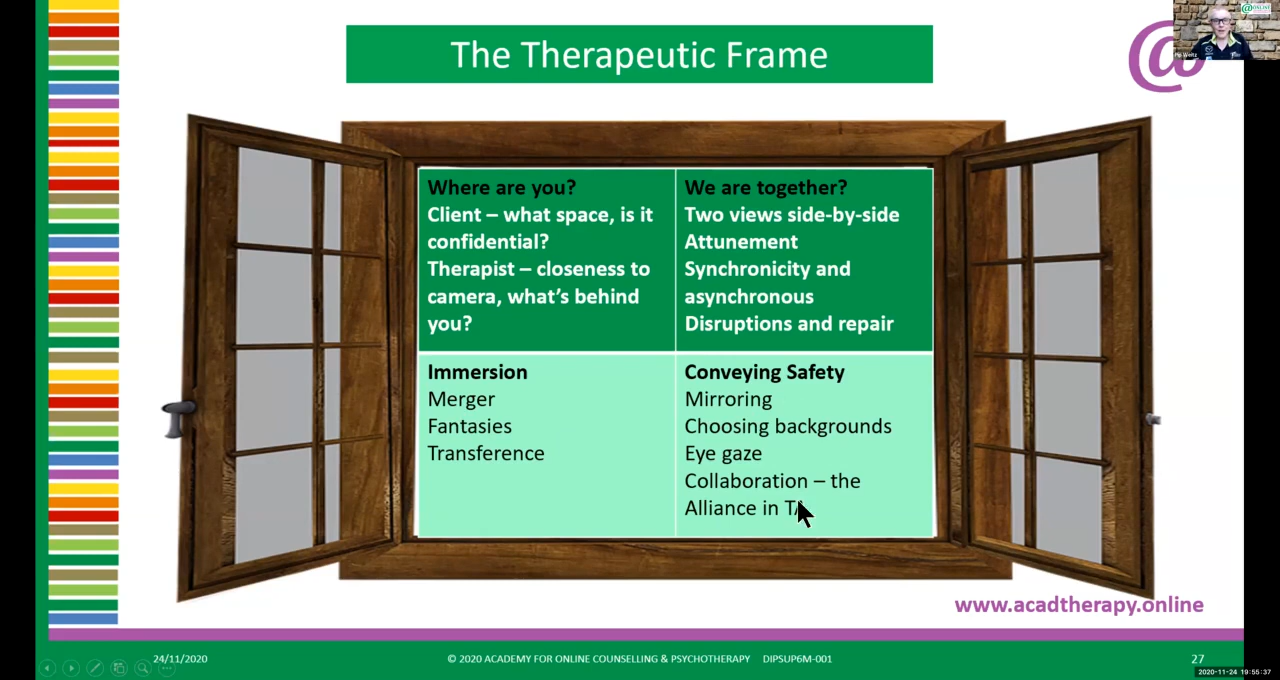 The Therapeutic Frame
@
@ONLINE
Where are you?
Client – what space, is it
confidential?
Therapist – closeness to
camera, what's behind
you?
We are together?
Two views side-by-side
Attunement
Synchronicity and
asynchronous
Disruptions and repair
Immersion
Merger
Fantasies
Transference
Conveying Safety
Mirroring
Choosing backgrounds
Eye gaze
Collaboration – the
Alliance in
www.acadtherapy.online
24/11/2020
© 2020 ACADEMY FOR ONLINE COUNSELLING & PSYCHOTHERAPY DIPSUP6M-001
27
2020-11-24 19:55:37